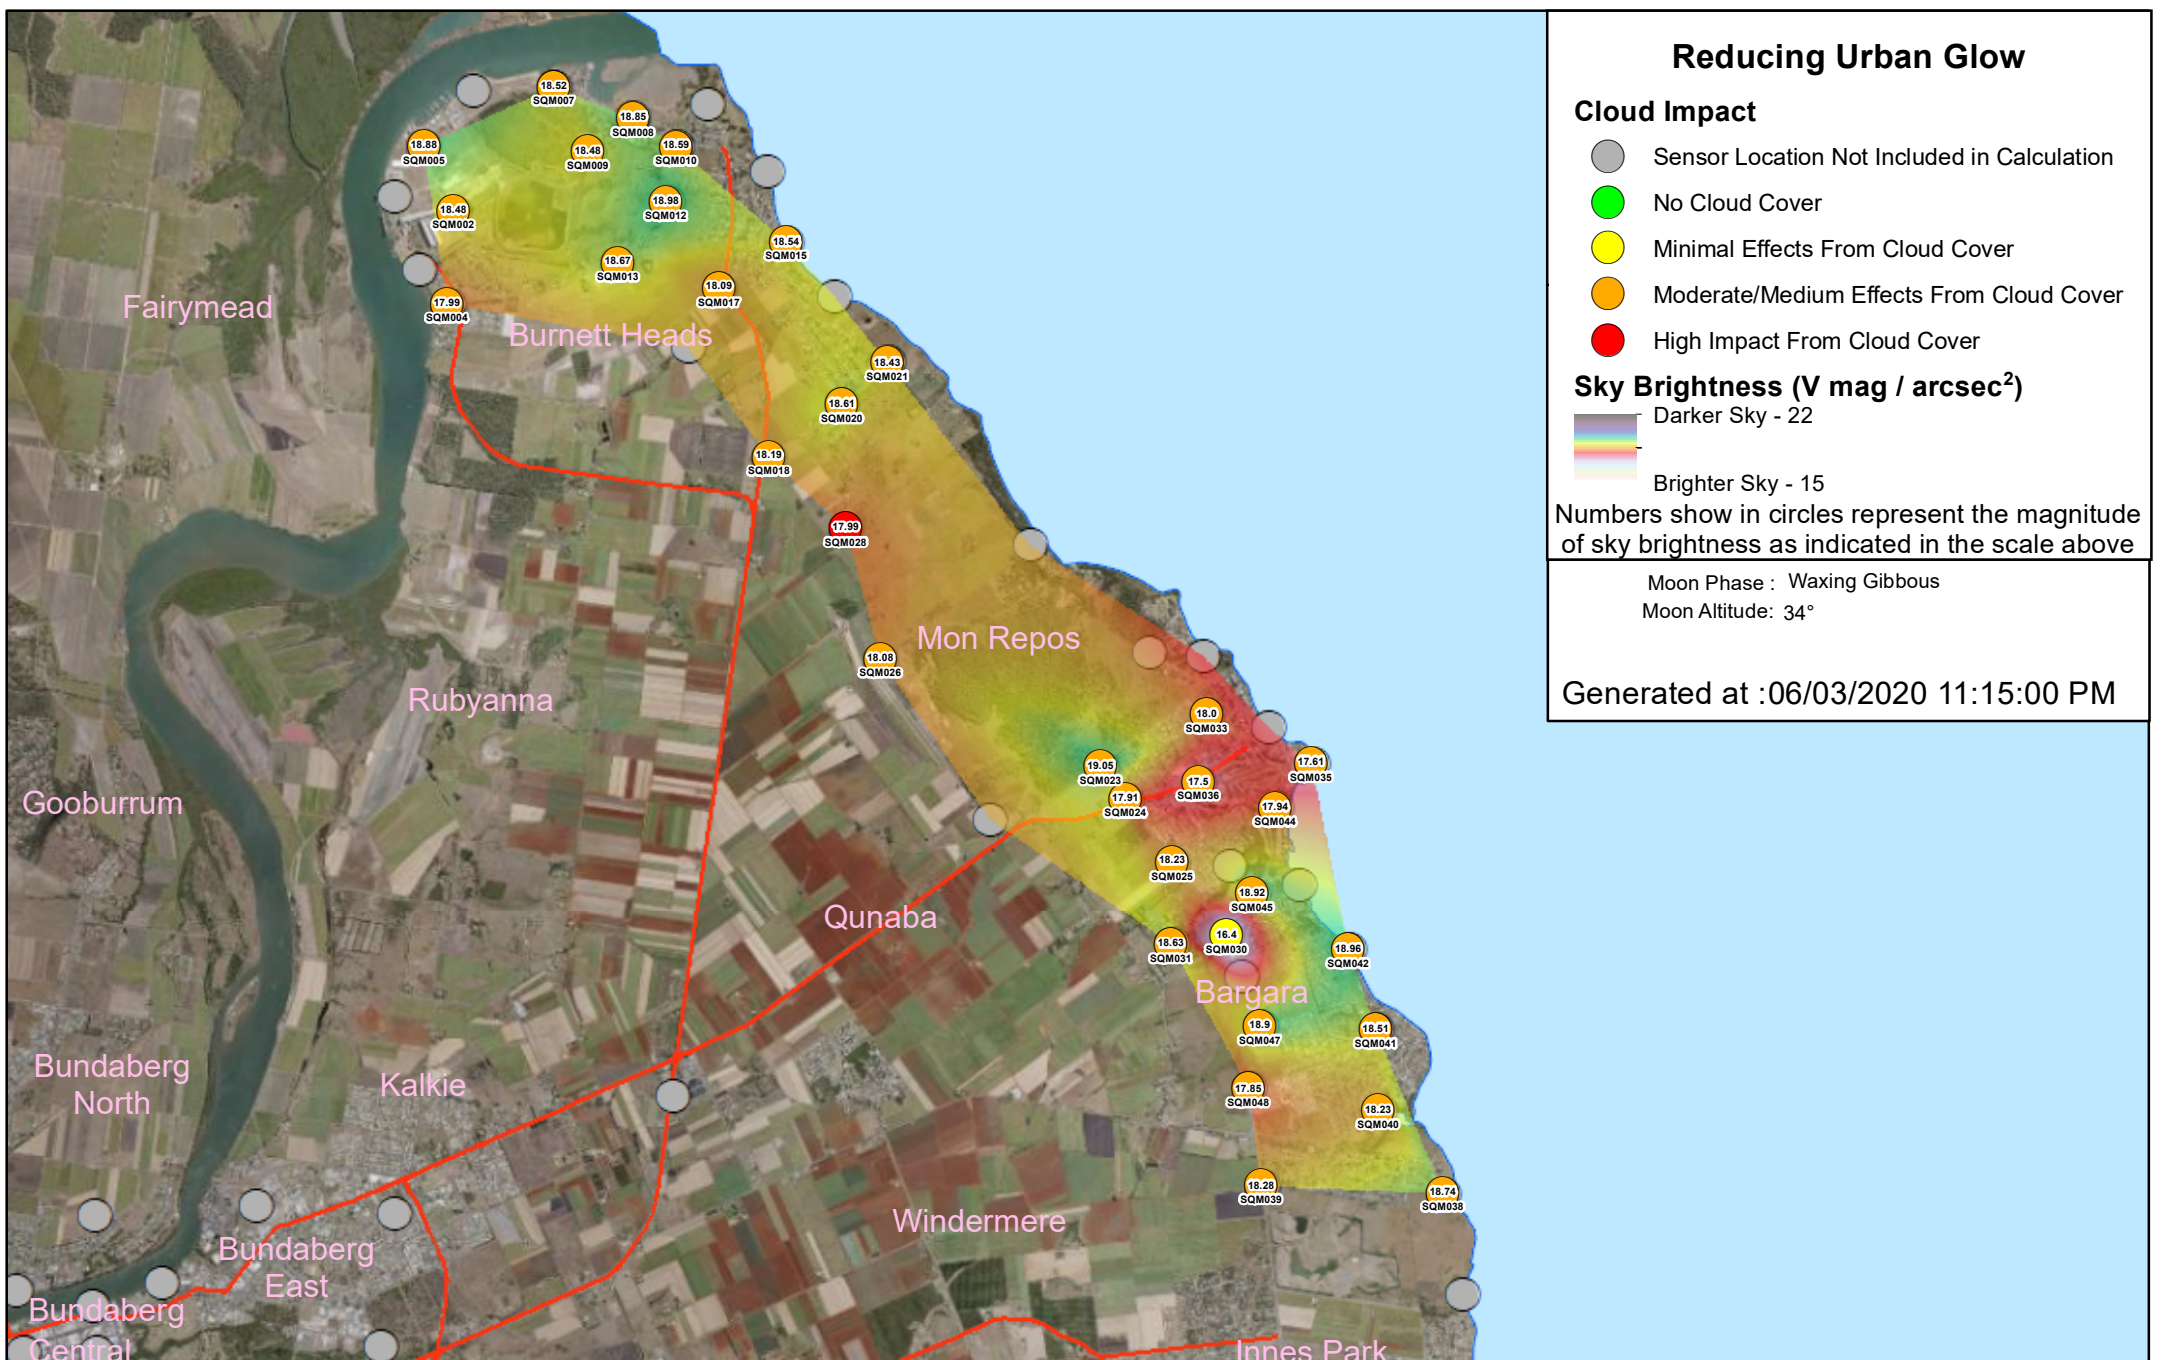 Reducing Urban Glow
Cloud Impact
Sensor Location Not Included in Calculation
No Cloud Cover
Minimal Effects From Cloud Cover
Moderate/Medium Effects From Cloud Cover
High Impact From Cloud Cover
Sky Brightness (V mag / arcsec²)
Darker Sky - 22
Brighter Sky - 15
Numbers show in circles represent the magnitude
of sky brightness as indicated in the scale above
Moon Phase : Waxing Gibbous
Moon Altitude: 34°
Generated at :06/03/2020 11:15:00 PM
18.52
SQM007
18.85
SQM008
18.88
SQM005
18.48
SQM009
18.59
SQM010
18.48
SQM002
18.98
SQM012
18.54
SQM015
18.67
SQM013
18.09
SQM017
17.99
SQM004
Fairymead
Burnett Heads
18.43
SQM021
18.61
SQM020
18.19
SQM018
17.99
SQM028
Mon Repos
18.08
SQM026
Rubyanna
18.0
SQM033
19.05
SQM023
17.61
SQM035
17.5
SQM036
17.91
SQM024
17.94
SQM044
Gooburrum
18.23
SQM025
18.92
SQM045
Qunaba
16.4
SQM030
18.63
SQM031
18.96
SQM042
Bargara
18.9
SQM047
18.51
SQM041
Bundaberg
North
Kalkie
17.85
SQM048
18.23
SQM040
18.28
SQM039
18.74
SQM038
Windermere
Bundaberg
East
Bundaberg
Central
Innes Park